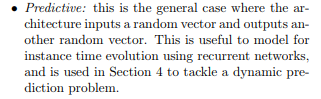 • Predictive: this is the general case where the ar-
chitecture inputs a random vector and outputs an-
other random vector. This is useful to model for
instance time evolution using recurrent networks,
and is used in Section 4 to tackle a dynamic pre-
diction problem.